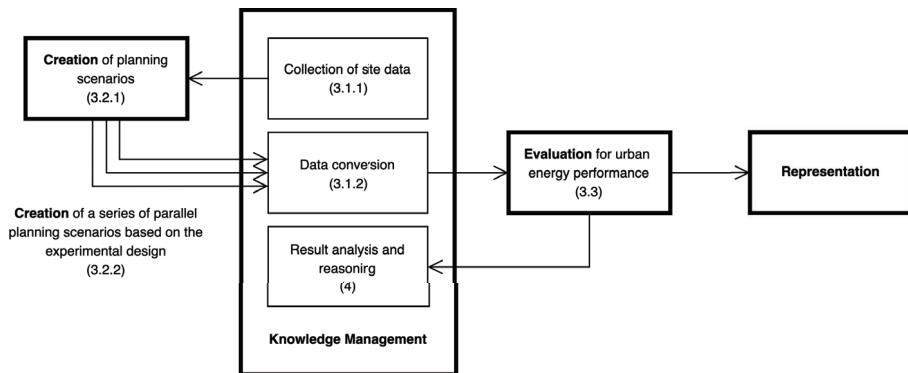 Creation of planning
scenarios
(3.2.1)
Collection of site data
(3.1.1)
Data conversion
(3.1.2)
Creation of a series of parallel
planning scenarios based on the
experimental design
(3.2.2)
Result analysis and
reasoning
(4)
Knowledge Management
Evaluation for urban
energy performance
(3.3)
Representation